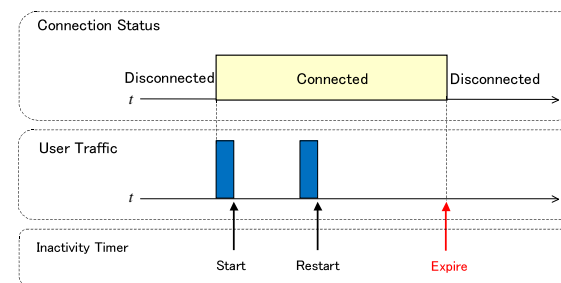 Connection Status
Disconnected Connected Disconnected
t
User Traffic
t
Inactivity Timer
Start Restart Expire